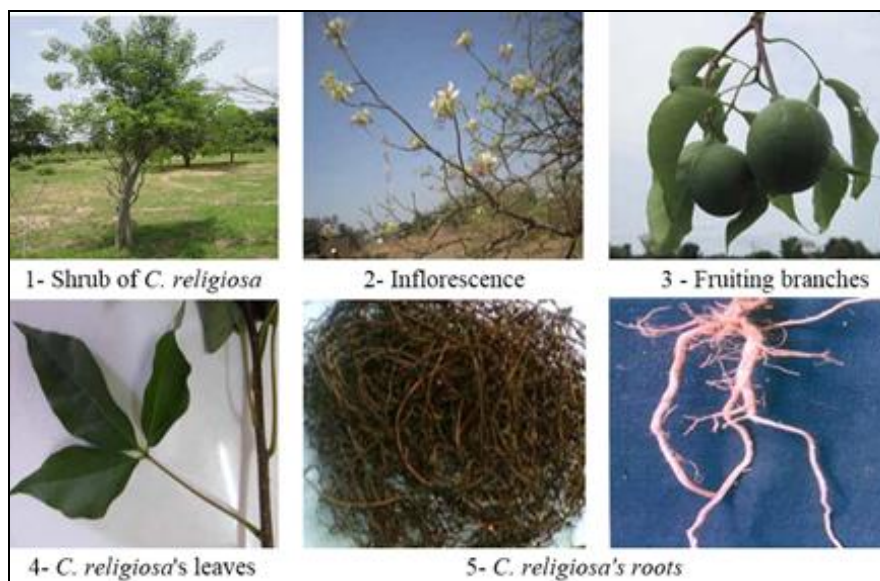 1- Shrub of C. religiosa
2- Inflorescence
3 - Fruiting branches
4- C. religiosa's leaves
5- C. religiosa's roots